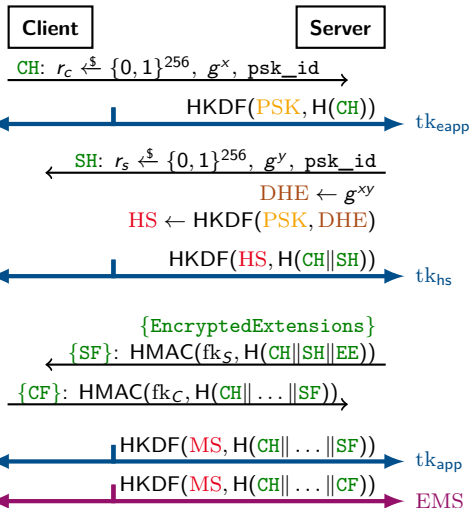 Client Server
CH: r_c ←$ {0, 1}^256, g^x, psk_id
HKDF(PSK, H(CH)) tk_eapp
SH: r_s ←$ {0, 1}^256, g^y, psk_id
DHE ← g^xy
HS ← HKDF(PSK, DHE)
HKDF(HS, H(CH‖SH)) tk_hs
{EncryptedExtensions}
{SF}: HMAC(fk_S, H(CH‖SH‖EE))
{CF}: HMAC(fk_C, H(CH‖...‖SF))
HKDF(MS, H(CH‖...‖SF)) tk_app
HKDF(MS, H(CH‖...‖CF)) EMS